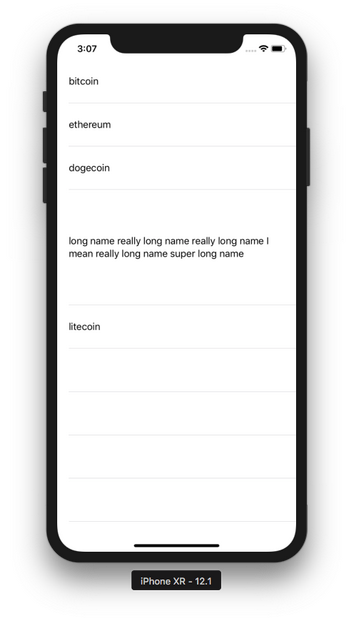 3:07
bitcoin
ethereum
dogecoin
long name really long name really long name I
mean really long name super long name
litecoin
iPhone XR - 12.1